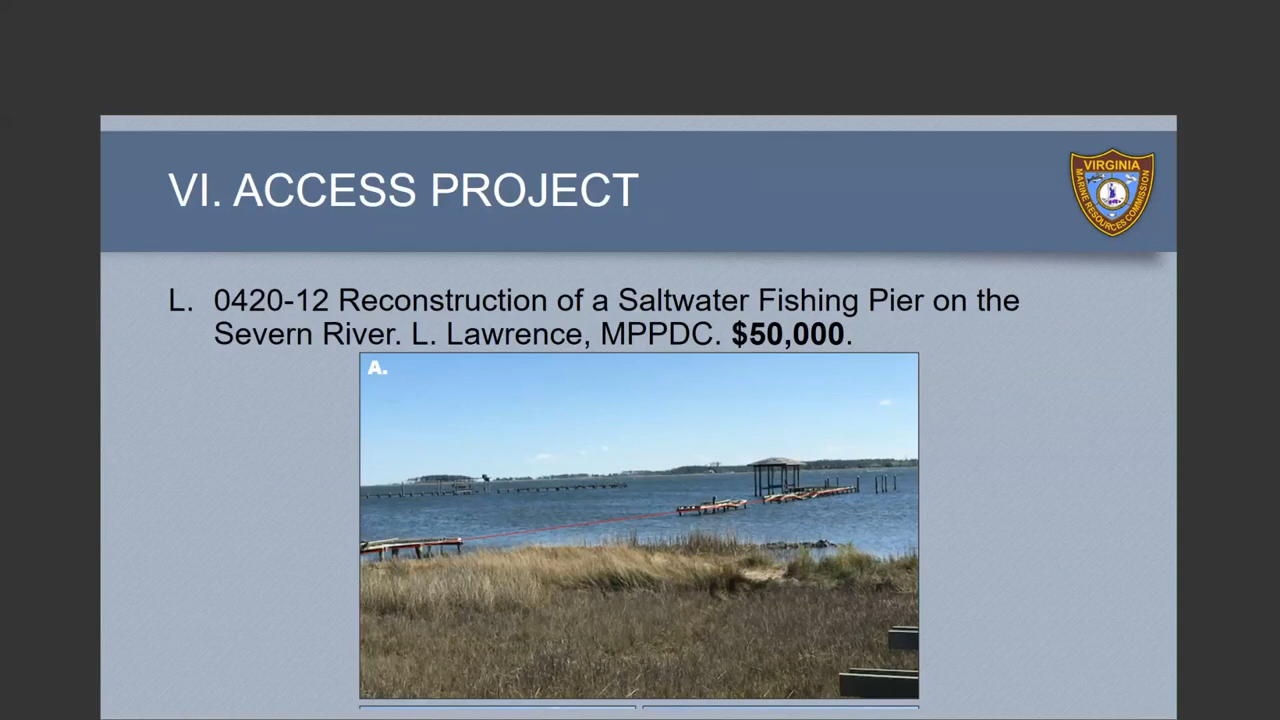 VI. ACCESS PROJECT
VIRGINIA
MARINE RESOURCES COMMISSION
L. 0420-12 Reconstruction of a Saltwater Fishing Pier on the
Severn River. L. Lawrence, MPPDC. $50,000.
A.